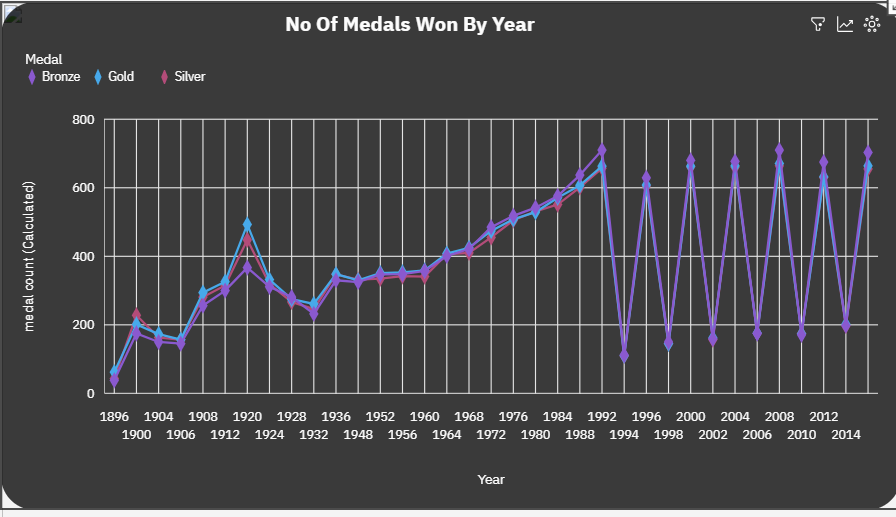 No Of Medals Won By Year
Medal
Bronze Gold Silver
medal count (Calculated)
800
600
400
200
0
1896 1904 1908 1920 1928 1936 1952 1960 1968 1976 1984 1992 1996 2000 2004 2008 2012
1900 1906 1912 1924 1932 1948 1956 1964 1972 1980 1988 1994 1998 2002 2006 2010 2014
Year